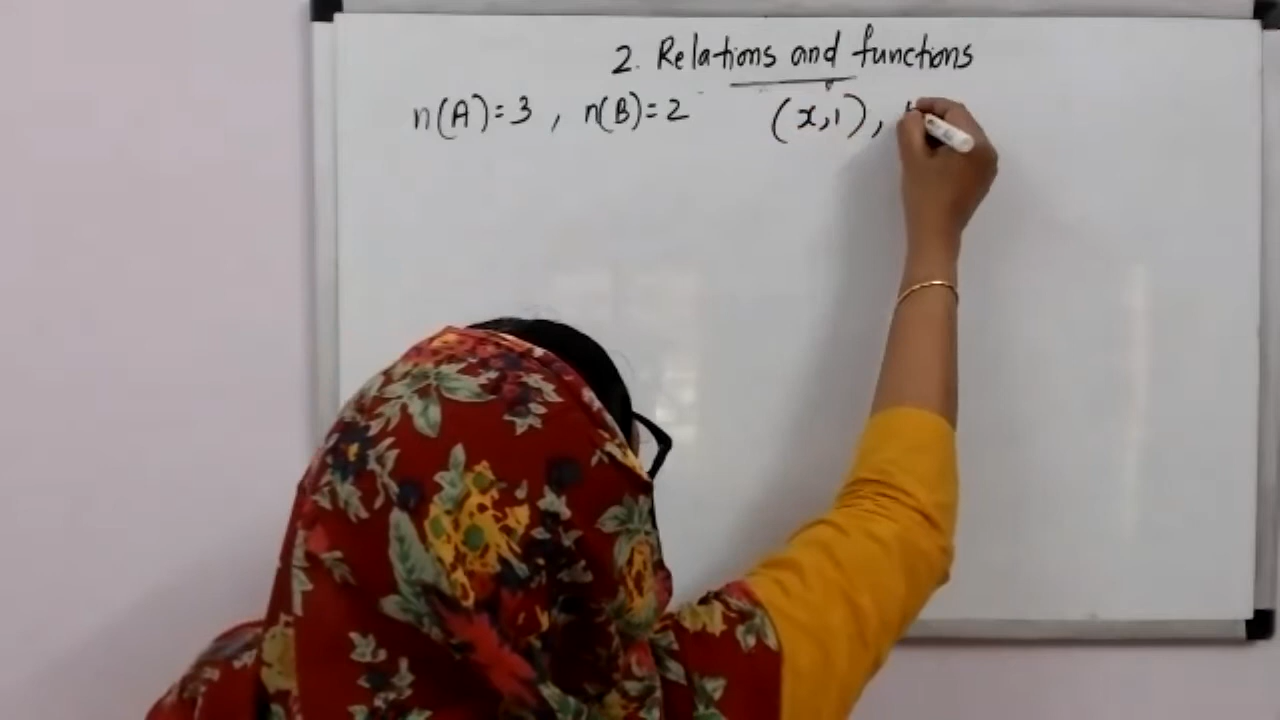 2. Relations and functions
n(A)=3 , n(B)=2 (x,1),